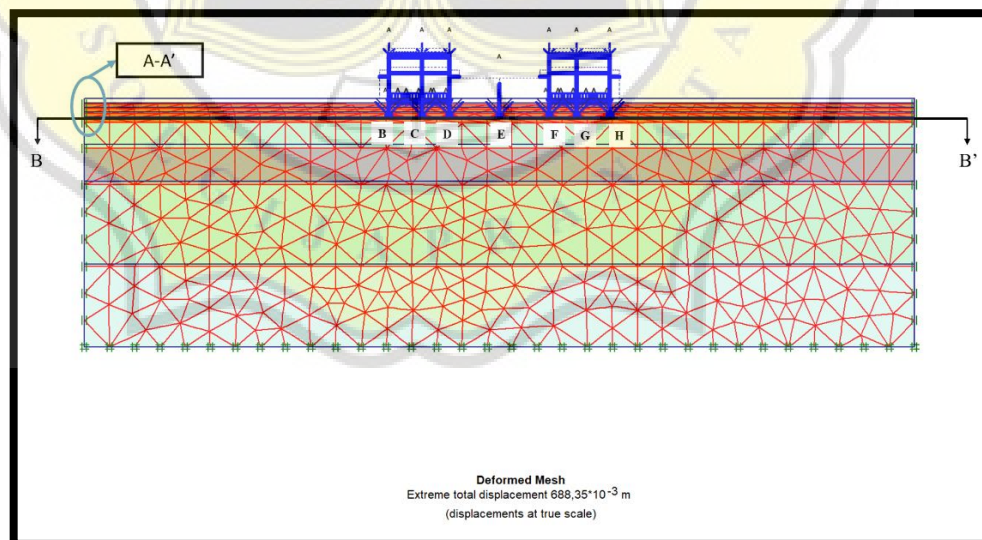 A-A'
A A A A A A
A
A A A A A A A A A A
B B'
B C D E F G H
Deformed Mesh
Extreme total displacement 688,35*10-3 m
(displacements at true scale)